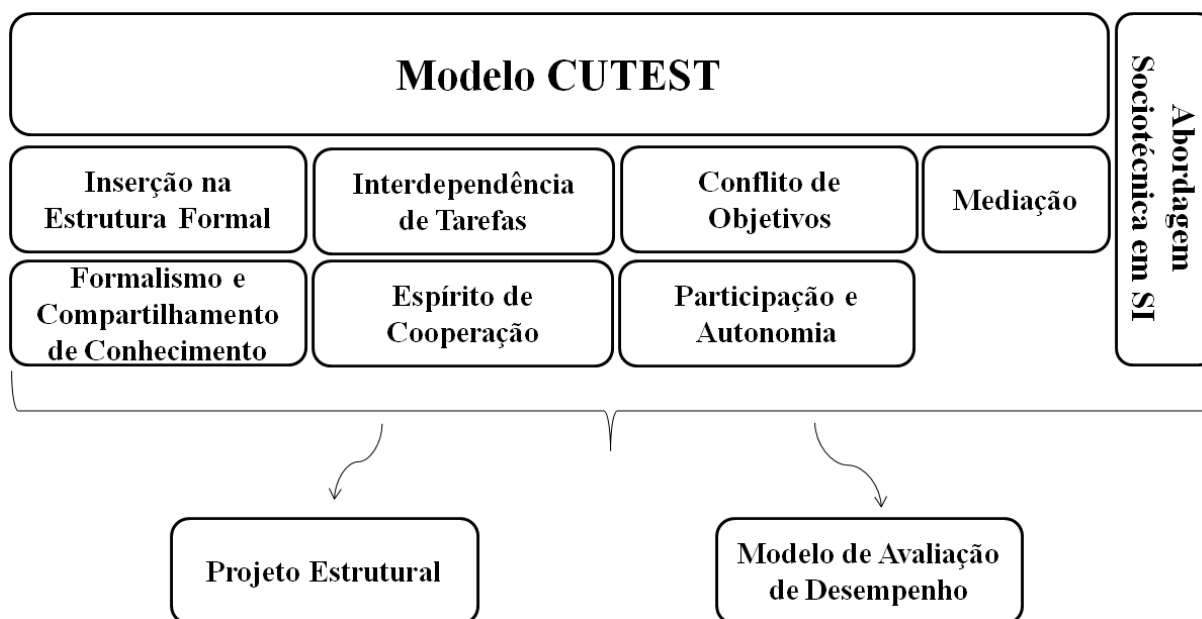 Modelo CUTEST
Abordagem
Sociotécnica em SI
Inserção na
Estrutura Formal
Interdependência
de Tarefas
Conflito de
Objetivos
Mediação
Formalismo e
Compartilhamento
de Conhecimento
Espírito de
Cooperação
Participação e
Autonomia
Projeto Estrutural
Modelo de Avaliação
de Desempenho